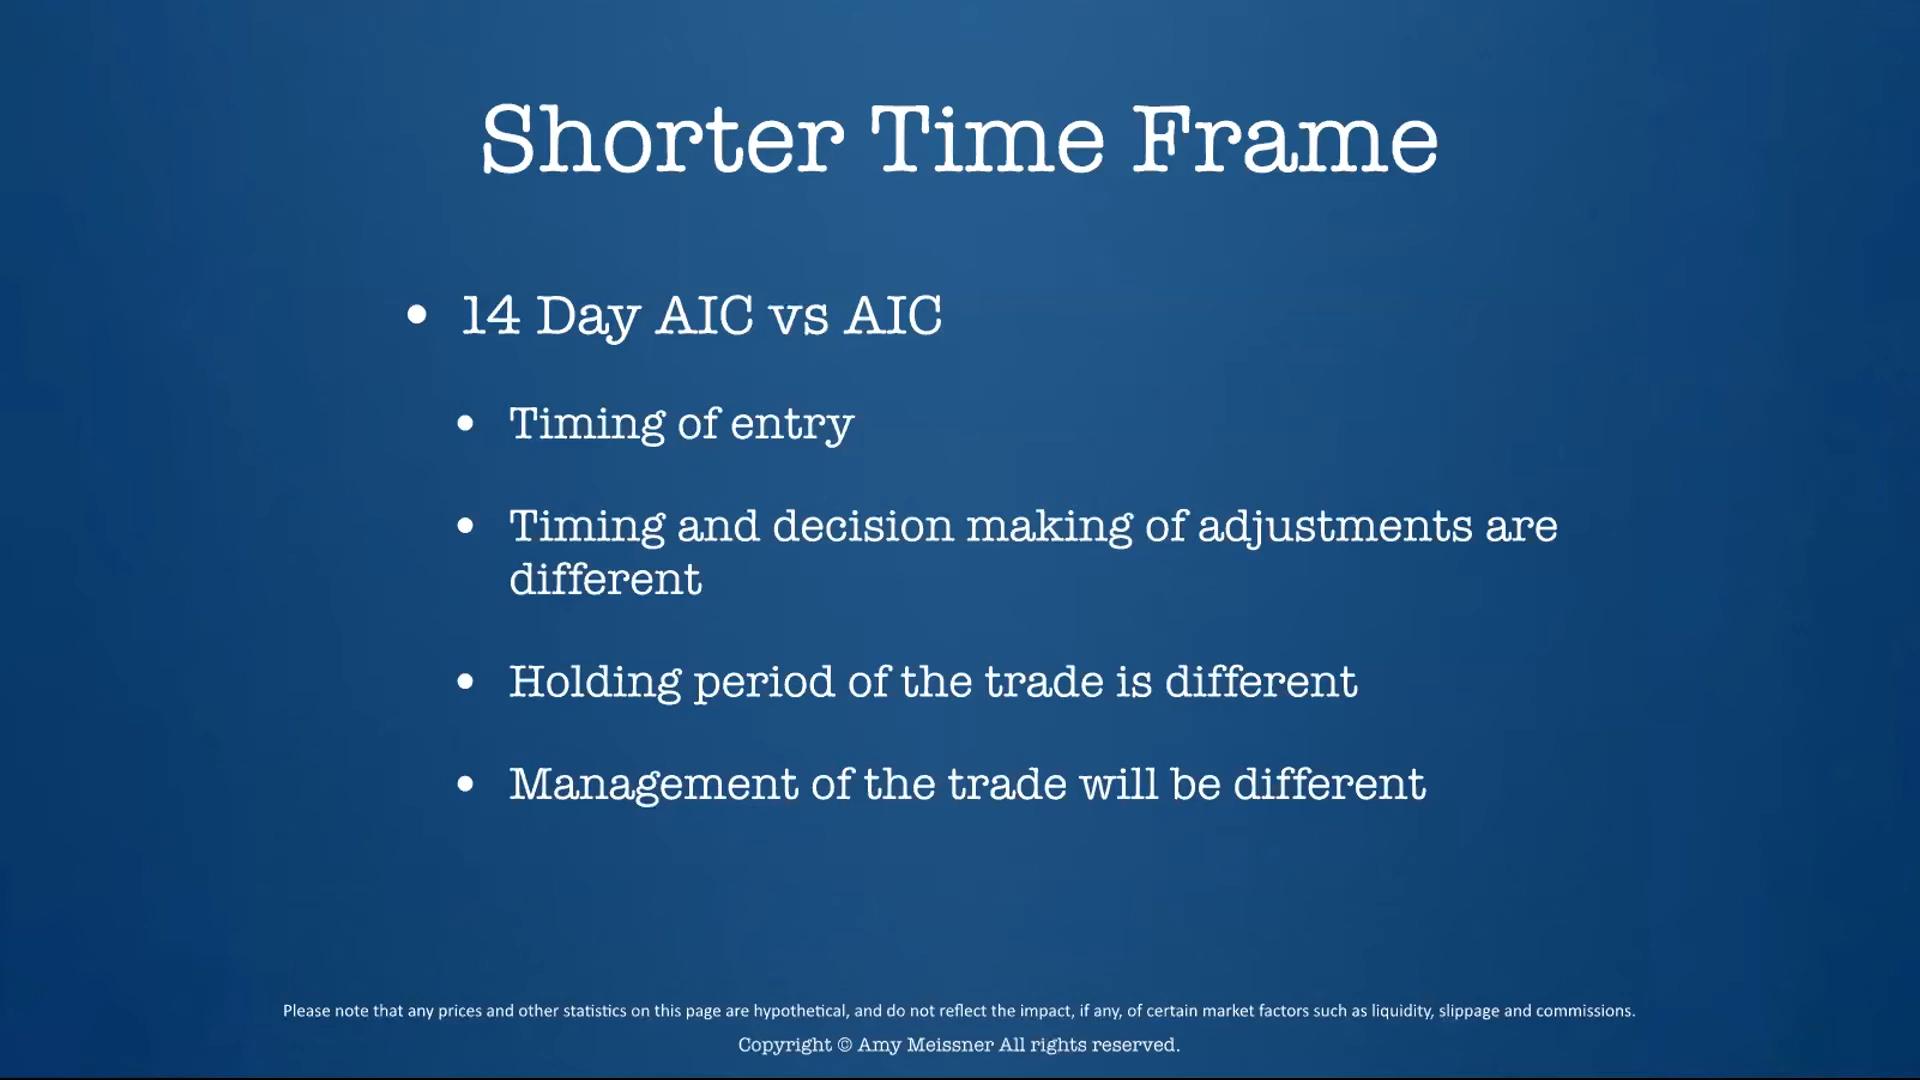 Shorter Time Frame
• 14 Day AIC vs AIC
• Timing of entry
• Timing and decision making of adjustments are
different
• Holding period of the trade is different
• Management of the trade will be different
Please note that any prices and other statistics on this page are hypothetical, and do not reflect the impact, if any, of certain market factors such as liquidity, slippage and commissions.
Copyright © Amy Meissner All rights reserved.